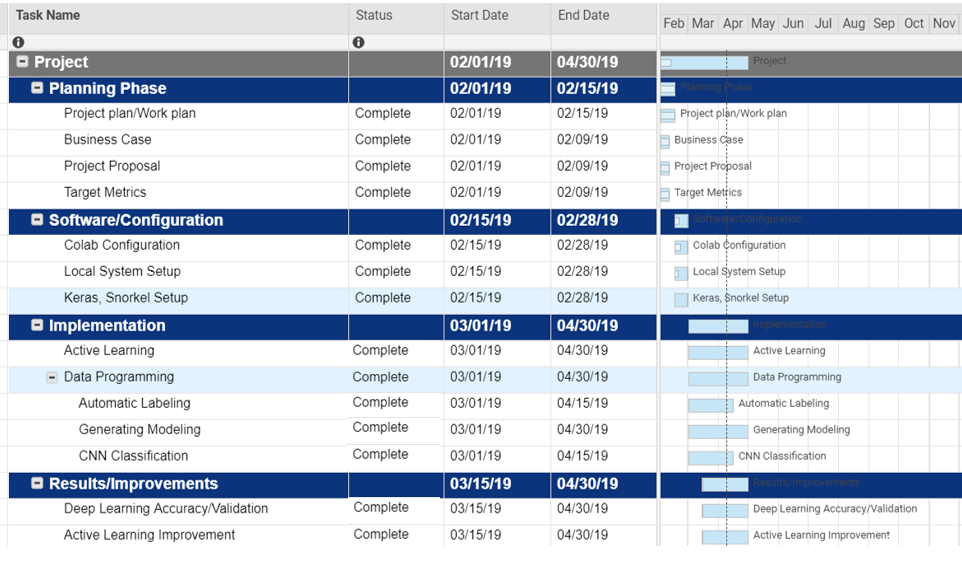 Task Name Status Start Date End Date Feb Mar Apr May Jun Jul Aug Sep Oct Nov
Project 02/01/19 04/30/19 Project
Planning Phase 02/01/19 02/15/19 Planning Phase
Project plan/Work plan Complete 02/01/19 02/15/19 Project plan/Work plan
Business Case Complete 02/01/19 02/09/19 Business Case
Project Proposal Complete 02/01/19 02/09/19 Project Proposal
Target Metrics Complete 02/01/19 02/09/19 Target Metrics
Software/Configuration 02/15/19 02/28/19 Software/Configuration
Colab Configuration Complete 02/15/19 02/28/19 Colab Configuration
Local System Setup Complete 02/15/19 02/28/19 Local System Setup
Keras, Snorkel Setup Complete 02/15/19 02/28/19 Keras, Snorkel Setup
Implementation 03/01/19 04/30/19 Implementation
Active Learning Complete 03/01/19 04/30/19 Active Learning
Data Programming Complete 03/01/19 04/30/19 Data Programming
Automatic Labeling Complete 03/01/19 04/15/19 Automatic Labeling
Generating Modeling Complete 03/01/19 04/30/19 Generating Modeling
CNN Classification Complete 03/01/19 04/15/19 CNN Classification
Results/Improvements 03/15/19 04/30/19 Results/Improvements
Deep Learning Accuracy/Validation Complete 03/15/19 04/30/19 Deep Learning Accuracy/Validation
Active Learning Improvement Complete 03/15/19 04/30/19 Active Learning Improvement